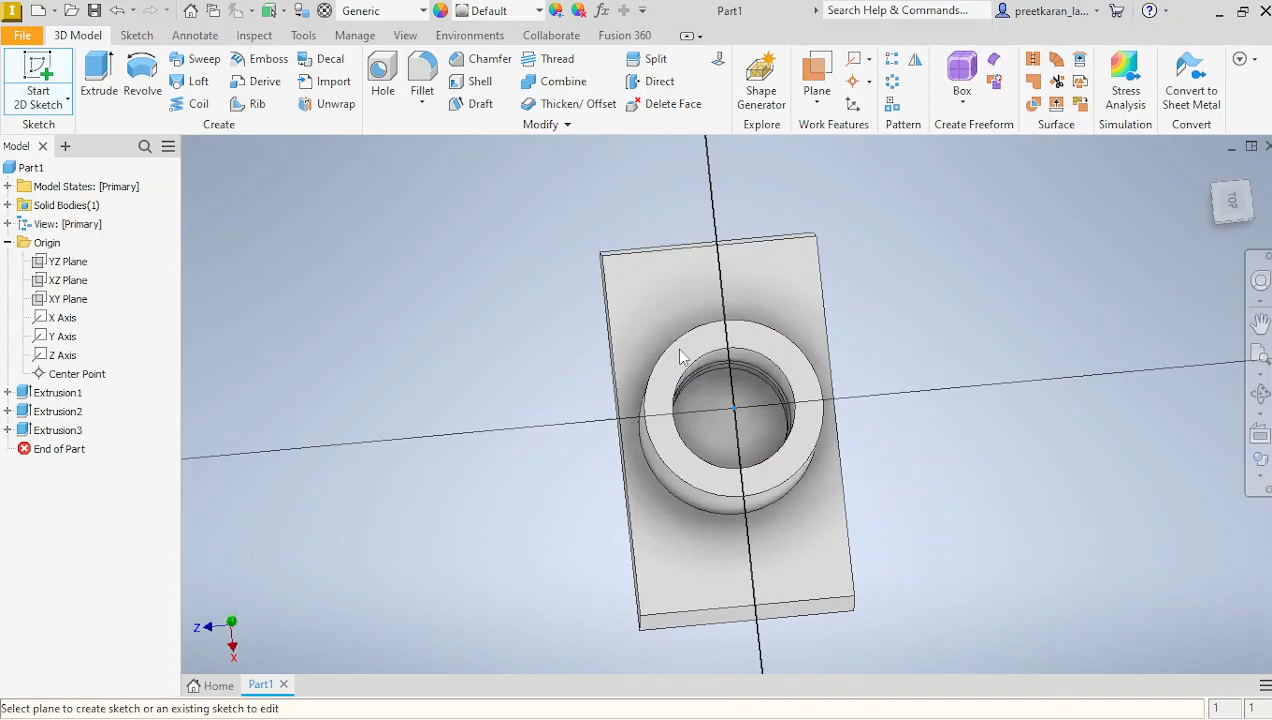 Generic
Default
fx
Part1
Search Help & Commands...
preetkaran_la...
File
3D Model
Sketch
Annotate
Inspect
Tools
Manage
View
Environments
Collaborate
Fusion 360
Start
2D Sketch
Extrude
Revolve
Sweep
Loft
Coil
Emboss
Derive
Rib
Decal
Import
Unwrap
Hole
Fillet
Chamfer
Shell
Draft
Thread
Combine
Thicken/ Offset
Split
Direct
Delete Face
Shape
Generator
Plane
Box
Stress
Analysis
Convert to
Sheet Metal
Sketch
Create
Modify
Explore
Work Features
Pattern
Create Freeform
Surface
Simulation
Convert
Model
Part1
Model States: [Primary]
Solid Bodies(1)
View: [Primary]
Origin
YZ Plane
XZ Plane
XY Plane
X Axis
Y Axis
Z Axis
Center Point
Extrusion1
Extrusion2
Extrusion3
End of Part
TOP
Z
X
Home
Part1
Select plane to create sketch or an existing sketch to edit
1
1